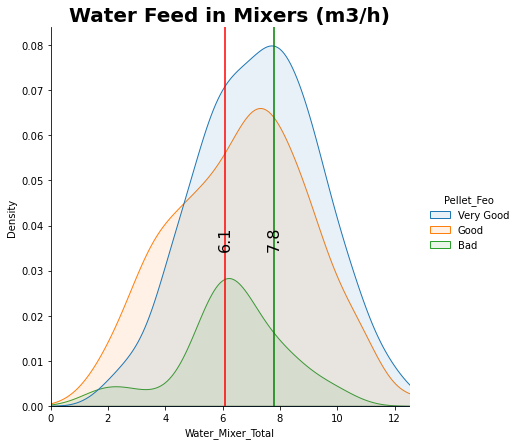 Water Feed in Mixers (m3/h)
0.08
0.07
0.06
0.05
0.04
0.03
0.02
0.01
0.00
Density
6.1
7.8
Pellet_Feo
Very Good
Good
Bad
0 2 4 6 8 10 12
Water_Mixer_Total